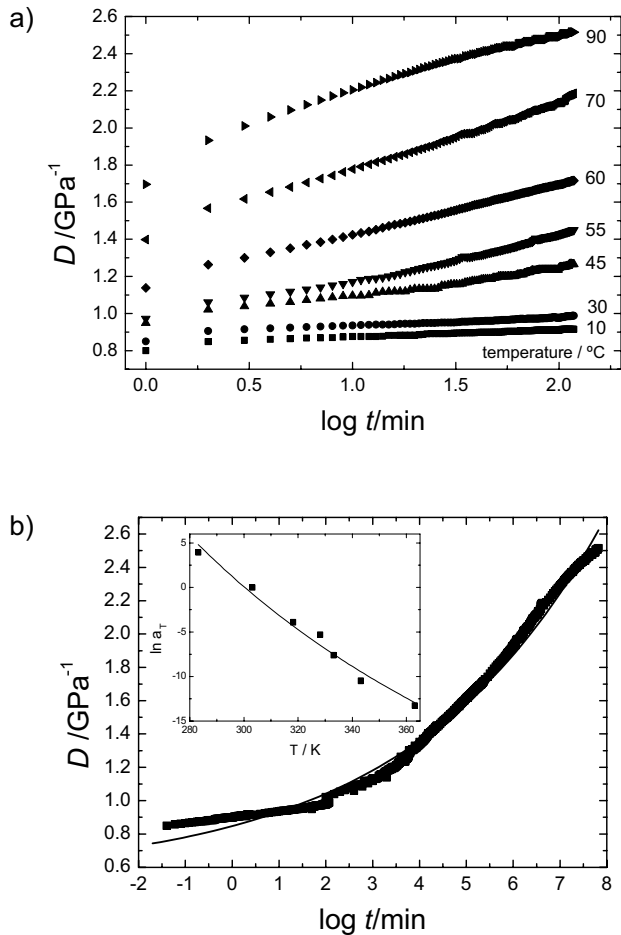 a)
2.6
2.4
2.2
2.0
1.8
1.6
1.4
1.2
1.0
0.8
D /GPa⁻¹
90
70
60
55
45
30
10
temperature / ºC
0.0 0.5 1.0 1.5 2.0
log t/min
b)
2.6
2.4
2.2
2.0
1.8
1.6
1.4
1.2
1.0
0.8
0.6
D /GPa⁻¹
5
0
-5
-10
-15
ln a_T
280 300 320 340 360
T / K
-2 -1 0 1 2 3 4 5 6 7 8
log t/min